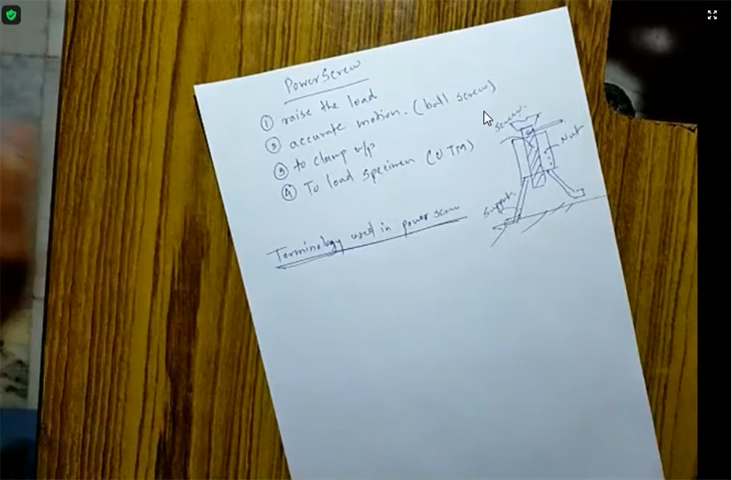 Power Screw
① raise the load
② accurate motion. (ball screw)
③ to clamp w/p
④ To load specimen (UTM)
Screw.
Nut
Support.
Terminology used in power screw